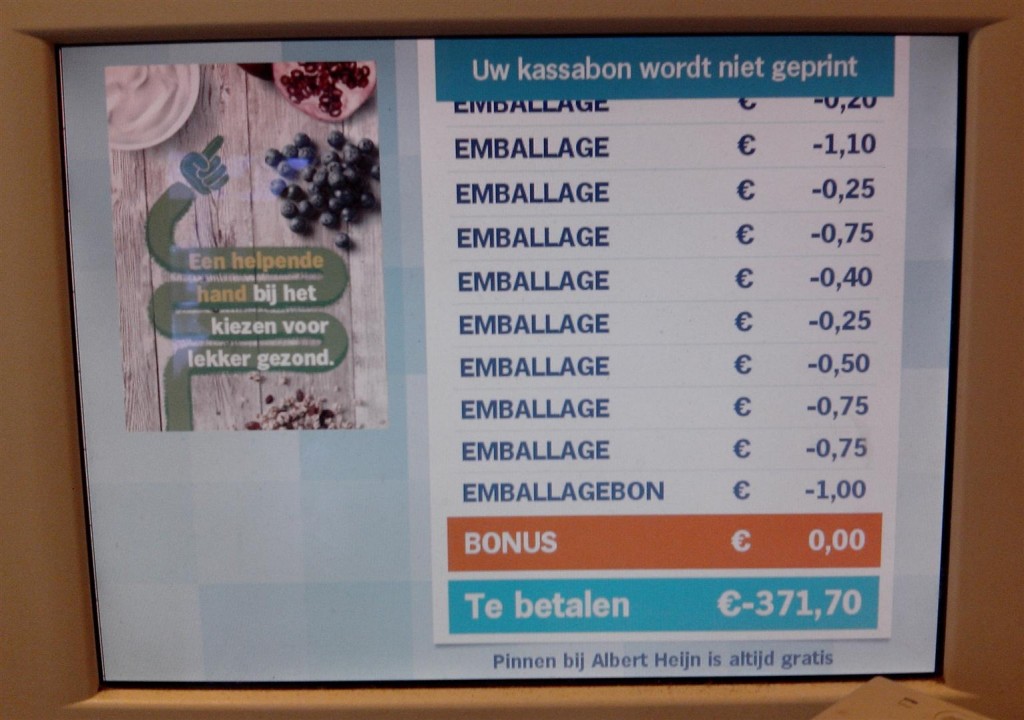 Uw kassabon wordt niet geprint
EMBALLAGE € -0,20
EMBALLAGE € -1,10
EMBALLAGE € -0,25
EMBALLAGE € -0,75
EMBALLAGE € -0,40
EMBALLAGE € -0,25
EMBALLAGE € -0,50
EMBALLAGE € -0,75
EMBALLAGE € -0,75
EMBALLAGEBON € -1,00
BONUS € 0,00
Te betalen €-371,70
Pinnen bij Albert Heijn is altijd gratis
Een helpende
hand bij het
kiezen voor
lekker gezond.